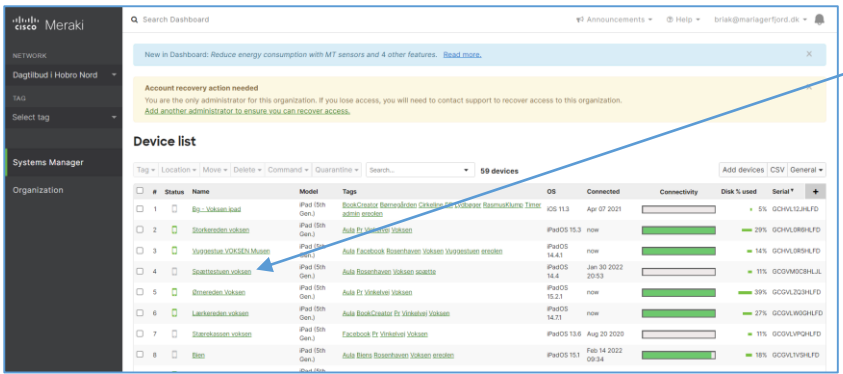 cisco Meraki
Search Dashboard
Announcements
Help
briak@mariagerfjord.dk
NETWORK
Dagtilbud i Hobro Nord
TAG
Select tag
Systems Manager
Organization
New in Dashboard: Reduce energy consumption with MT sensors and 4 other features. Read more.
Account recovery action needed
You are the only administrator for this organization. If you lose access, you will need to contact support to recover access to this organization.
Add another administrator to ensure you can recover access.
Device list
Tag Location Move Delete Command Quarantine Search... 59 devices Add devices CSV General
# Status Name Model Tags OS Connected Connectivity Disk % used Serial +
1 Bg - Voksen ipad iPad (5th Gen.) BookCreator Børnegården Cirkeline RasmusKlump Timer admin ereolen iOS 11.3 Apr 07 2021 5% GCHVL12JHLFD
2 Storkereden voksen iPad (5th Gen.) Aula Pr Vinkelvej Voksen iPadOS 15.3 now 29% GCHVL0R8HLFD
3 Vuggestue VOKSEN Musen iPad (5th Gen.) Aula Facebook Rosenhaven Voksen Vuggestuen ereolen iPadOS 14.4.1 now 14% GCHVL0R5HLFD
4 Spættestuen voksen iPad (5th Gen.) Aula Rosenhaven Voksen spætte iPadOS 14.4 Jan 30 2022 20:53 11% GCGVM0CBHLJL
5 Ørnereden Voksen iPad (5th Gen.) Aula Pr Vinkelvej Voksen iPadOS 15.2.1 now 39% GCGVLZQ3HLFD
6 Lærkereden voksen iPad (5th Gen.) Aula BookCreator Pr Vinkelvej Voksen iPadOS 14.7.1 now 27% GCGVLW0GHLFD
7 Stærekassen voksen iPad (5th Gen.) Facebook Pr Vinkelvej Voksen iPadOS 13.6 Aug 20 2020 11% GCGVLVPQHLFD
8 Bien iPad (5th Gen.) Aula Biens Rosenhaven Voksen ereolen iPadOS 15.1 Feb 14 2022 09:34 18% GCGVL1VSHLFD